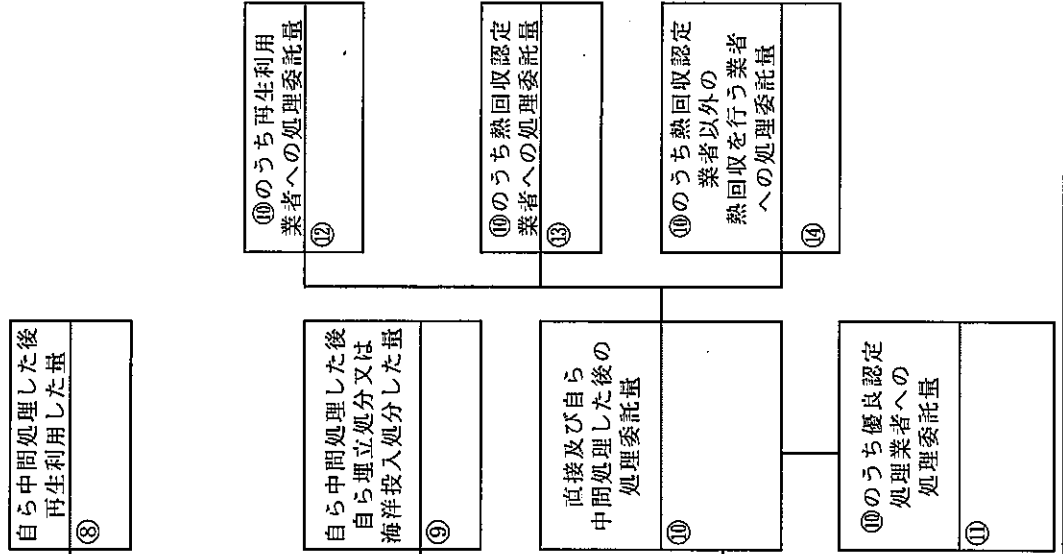 自ら中間処理した後
再生利用した量
⑧
自ら中間処理した後
自ら埋立処分又は
海洋投入処分した量
⑨
直接及び自ら
中間処理した後の
処理委託量
⑩
⑩のうち優良認定
処理業者への
処理委託量
⑪
⑩のうち再生利用
業者への処理委託量
⑫
⑩のうち熱回収認定
業者への処理委託量
⑬
⑩のうち熱回収認定
業者以外の
熱回収を行う業者
への処理委託量
⑭